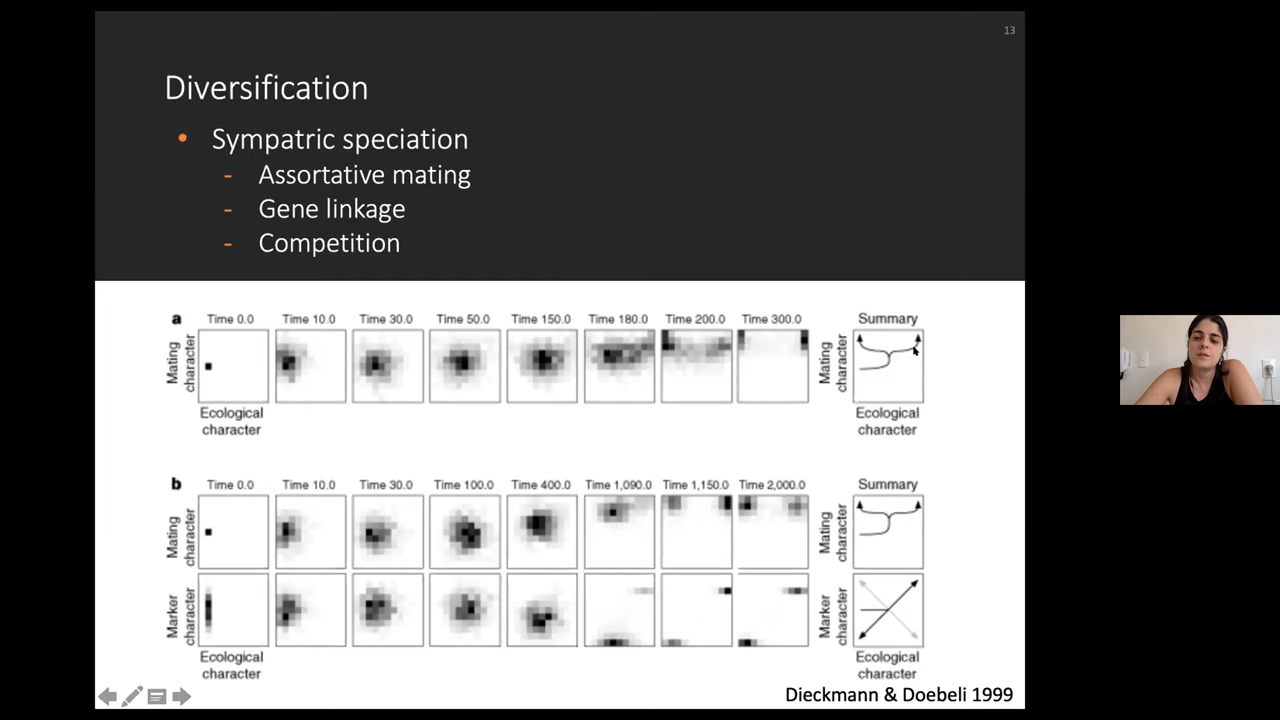 13
Diversification
• Sympatric speciation
- Assortative mating
- Gene linkage
- Competition
a
Time 0.0 Time 10.0 Time 30.0 Time 50.0 Time 150.0 Time 180.0 Time 200.0 Time 300.0 Summary
Mating
character
Mating
character
Ecological
character
Ecological
character
b
Time 0.0 Time 10.0 Time 30.0 Time 100.0 Time 400.0 Time 1,090.0 Time 1,150.0 Time 2,000.0 Summary
Mating
character
Mating
character
Marker
character
Marker
character
Ecological
character
Ecological
character
Dieckmann & Doebeli 1999